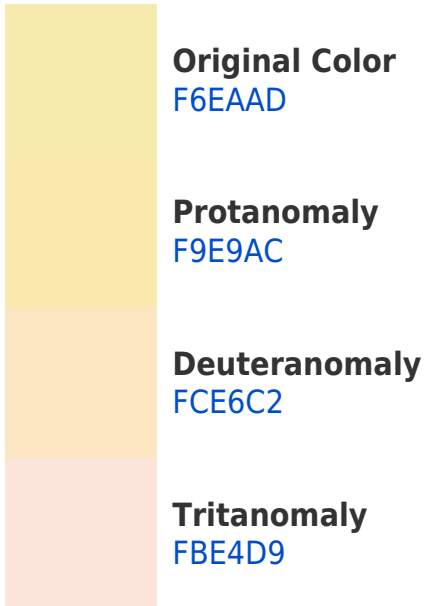 Original Color
F6EAAD
Protanomaly
F9E9AC
Deuteranomaly
FCE6C2
Tritanomaly
FBE4D9